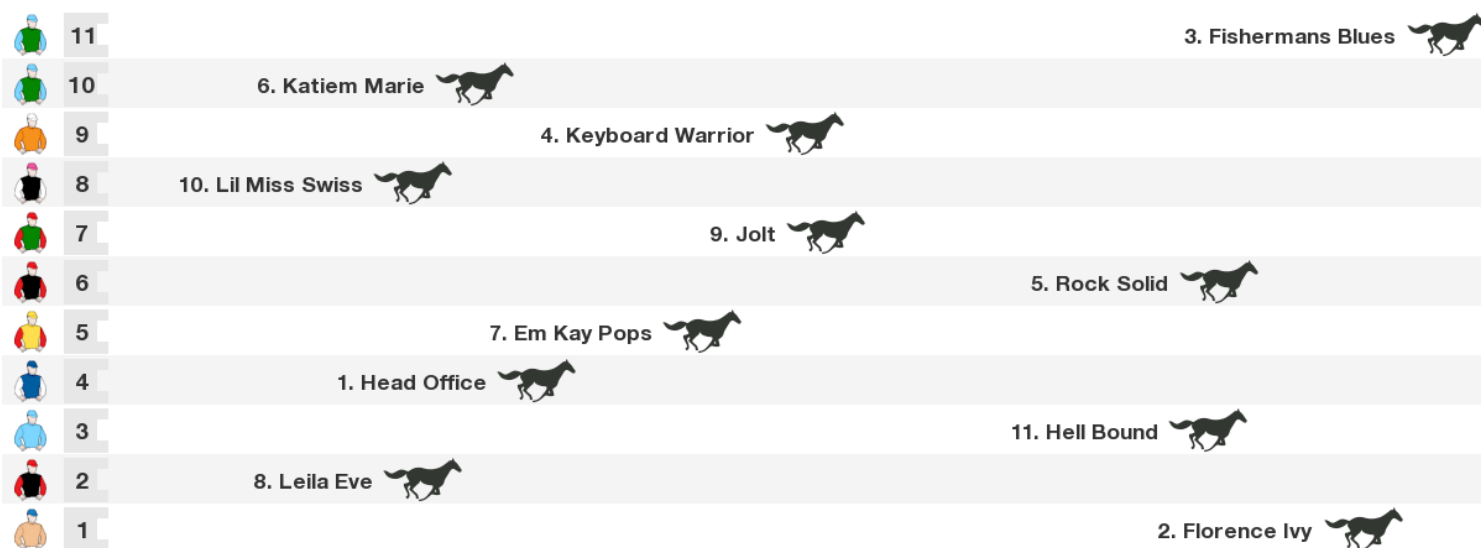 11 3. Fishermans Blues
10 6. Katiem Marie
9 4. Keyboard Warrior
8 10. Lil Miss Swiss
7 9. Jolt
6 5. Rock Solid
5 7. Em Kay Pops
4 1. Head Office
3 11. Hell Bound
2 8. Leila Eve
1 2. Florence Ivy